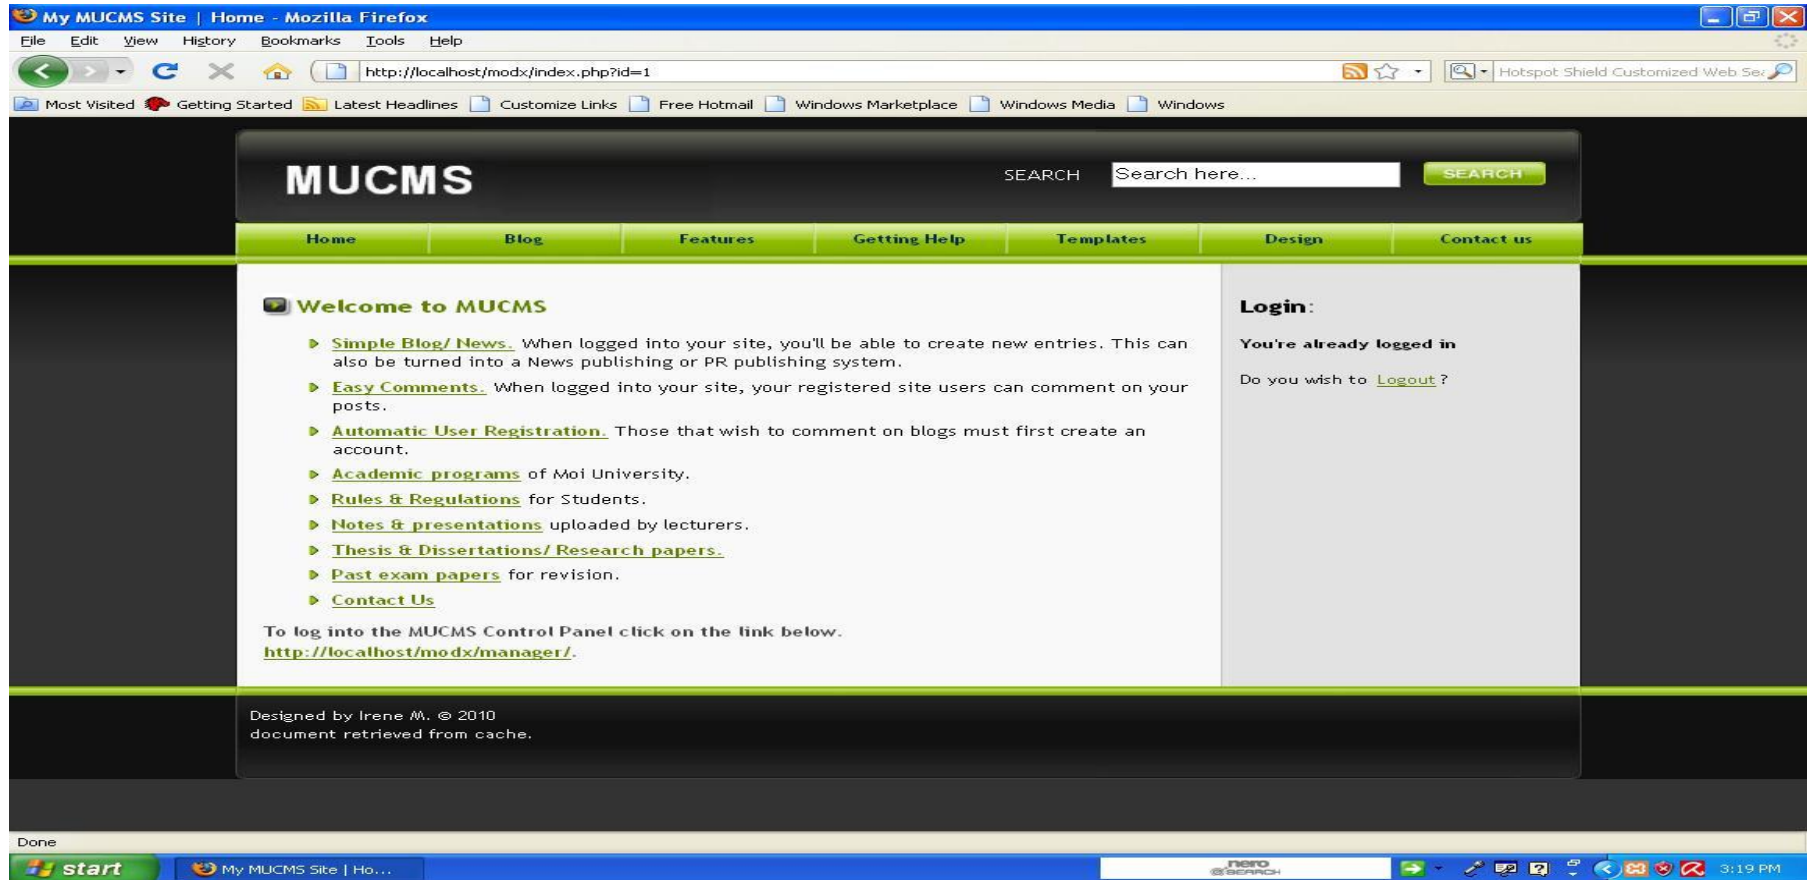 My MUCMS Site | Home - Mozilla Firefox
File Edit View History Bookmarks Tools Help
http://localhost/modx/index.php?id=1
Hotspot Shield Customized Web Sea
Most Visited Getting Started Latest Headlines Customize Links Free Hotmail Windows Marketplace Windows Media Windows
MUCMS
SEARCH Search here... SEARCH
Home Blog Features Getting Help Templates Design Contact us
Welcome to MUCMS
Simple Blog/ News. When logged into your site, you'll be able to create new entries. This can
also be turned into a News publishing or PR publishing system.
Easy Comments. When logged into your site, your registered site users can comment on your
posts.
Automatic User Registration. Those that wish to comment on blogs must first create an
account.
Academic programs of Moi University.
Rules & Regulations for Students.
Notes & presentations uploaded by lecturers.
Thesis & Dissertations/ Research papers.
Past exam papers for revision.
Contact Us
To log into the MUCMS Control Panel click on the link below.
http://localhost/modx/manager/.
Login:
You're already logged in
Do you wish to Logout?
Designed by Irene M. © 2010
document retrieved from cache.
Done
start My MUCMS Site | Ho... nero SEARCH 3:19 PM